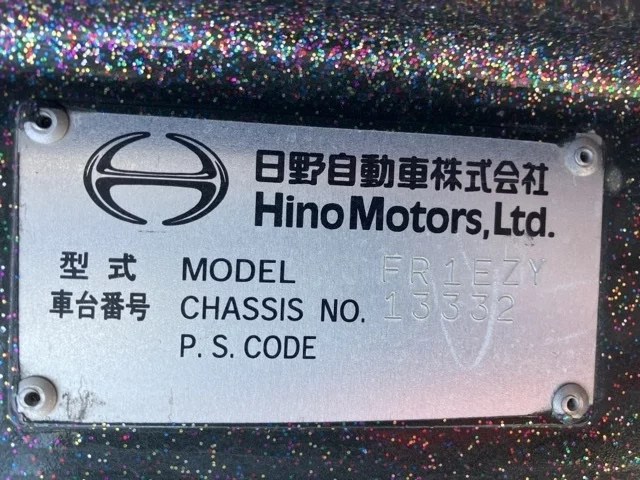 日野自動車株式会社
Hino Motors, Ltd.
型式 MODEL FR1EZY
車台番号 CHASSIS NO. 13332
P. S. CODE